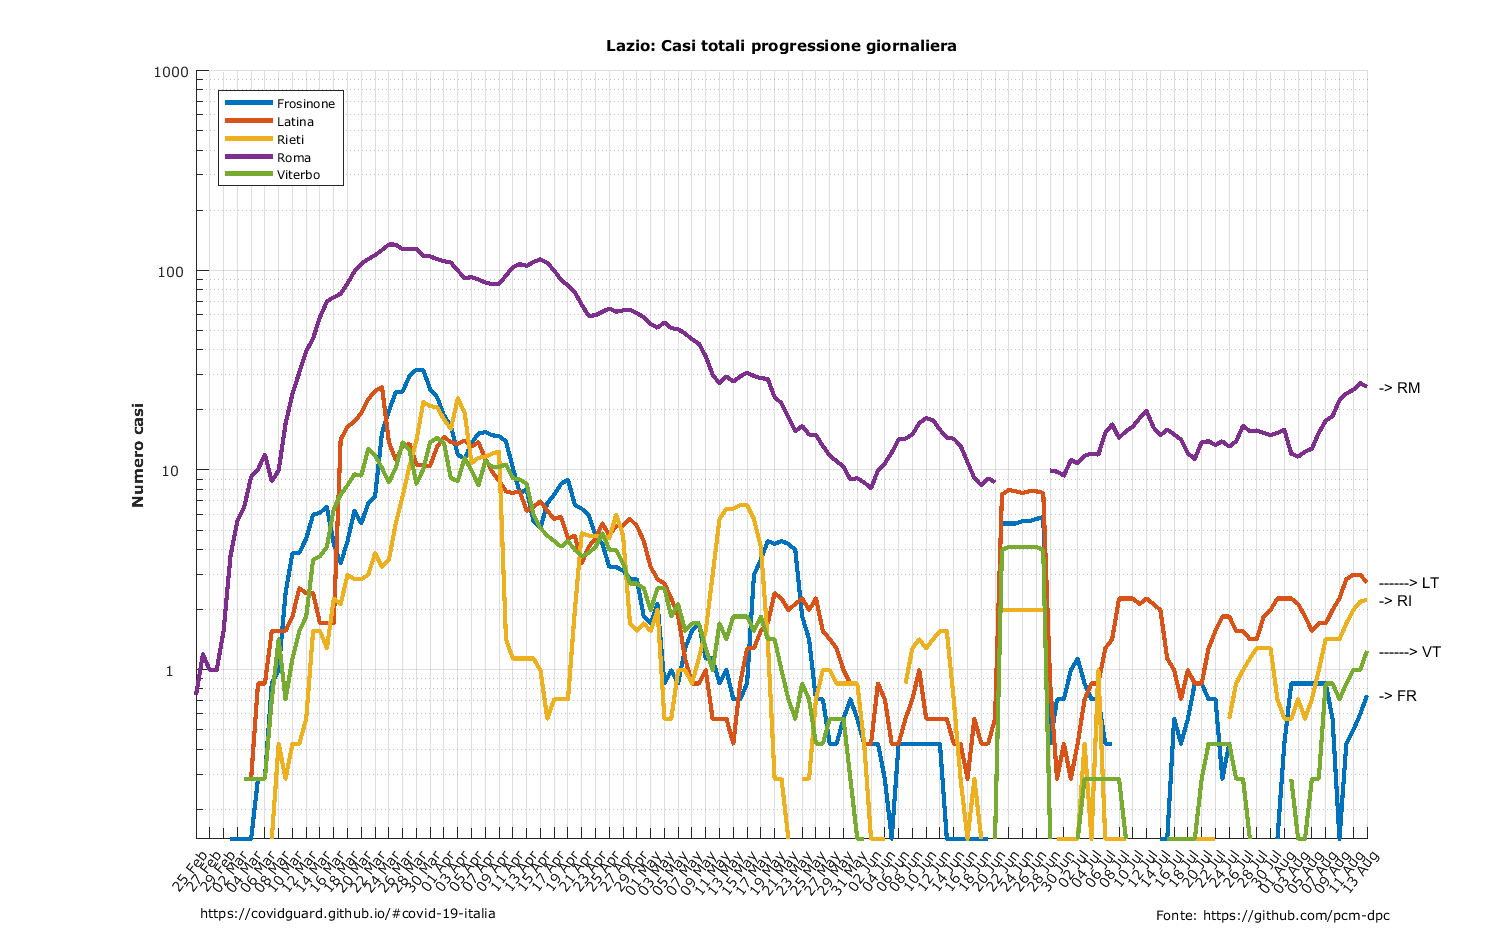 Lazio: Casi totali progressione giornaliera
1000
100
10
1
Numero casi
Frosinone
Latina
Rieti
Roma
Viterbo
-> RM
------> LT
-> RI
------> VT
-> FR
25 Feb
27 Feb
29 Feb
02 Mar
04 Mar
06 Mar
08 Mar
10 Mar
12 Mar
14 Mar
16 Mar
18 Mar
20 Mar
22 Mar
24 Mar
26 Mar
28 Mar
30 Mar
01 Apr
03 Apr
05 Apr
07 Apr
09 Apr
11 Apr
13 Apr
15 Apr
17 Apr
19 Apr
21 Apr
23 Apr
25 Apr
27 Apr
29 Apr
01 May
03 May
05 May
07 May
09 May
11 May
13 May
15 May
17 May
19 May
21 May
23 May
25 May
27 May
29 May
31 May
02 Jun
04 Jun
06 Jun
08 Jun
10 Jun
12 Jun
14 Jun
16 Jun
18 Jun
20 Jun
22 Jun
24 Jun
26 Jun
28 Jun
30 Jun
02 Jul
04 Jul
06 Jul
08 Jul
10 Jul
12 Jul
14 Jul
16 Jul
18 Jul
20 Jul
22 Jul
24 Jul
26 Jul
28 Jul
30 Jul
01 Aug
03 Aug
05 Aug
07 Aug
09 Aug
11 Aug
13 Aug
https://covidguard.github.io/#covid-19-italia
Fonte: https://github.com/pcm-dpc